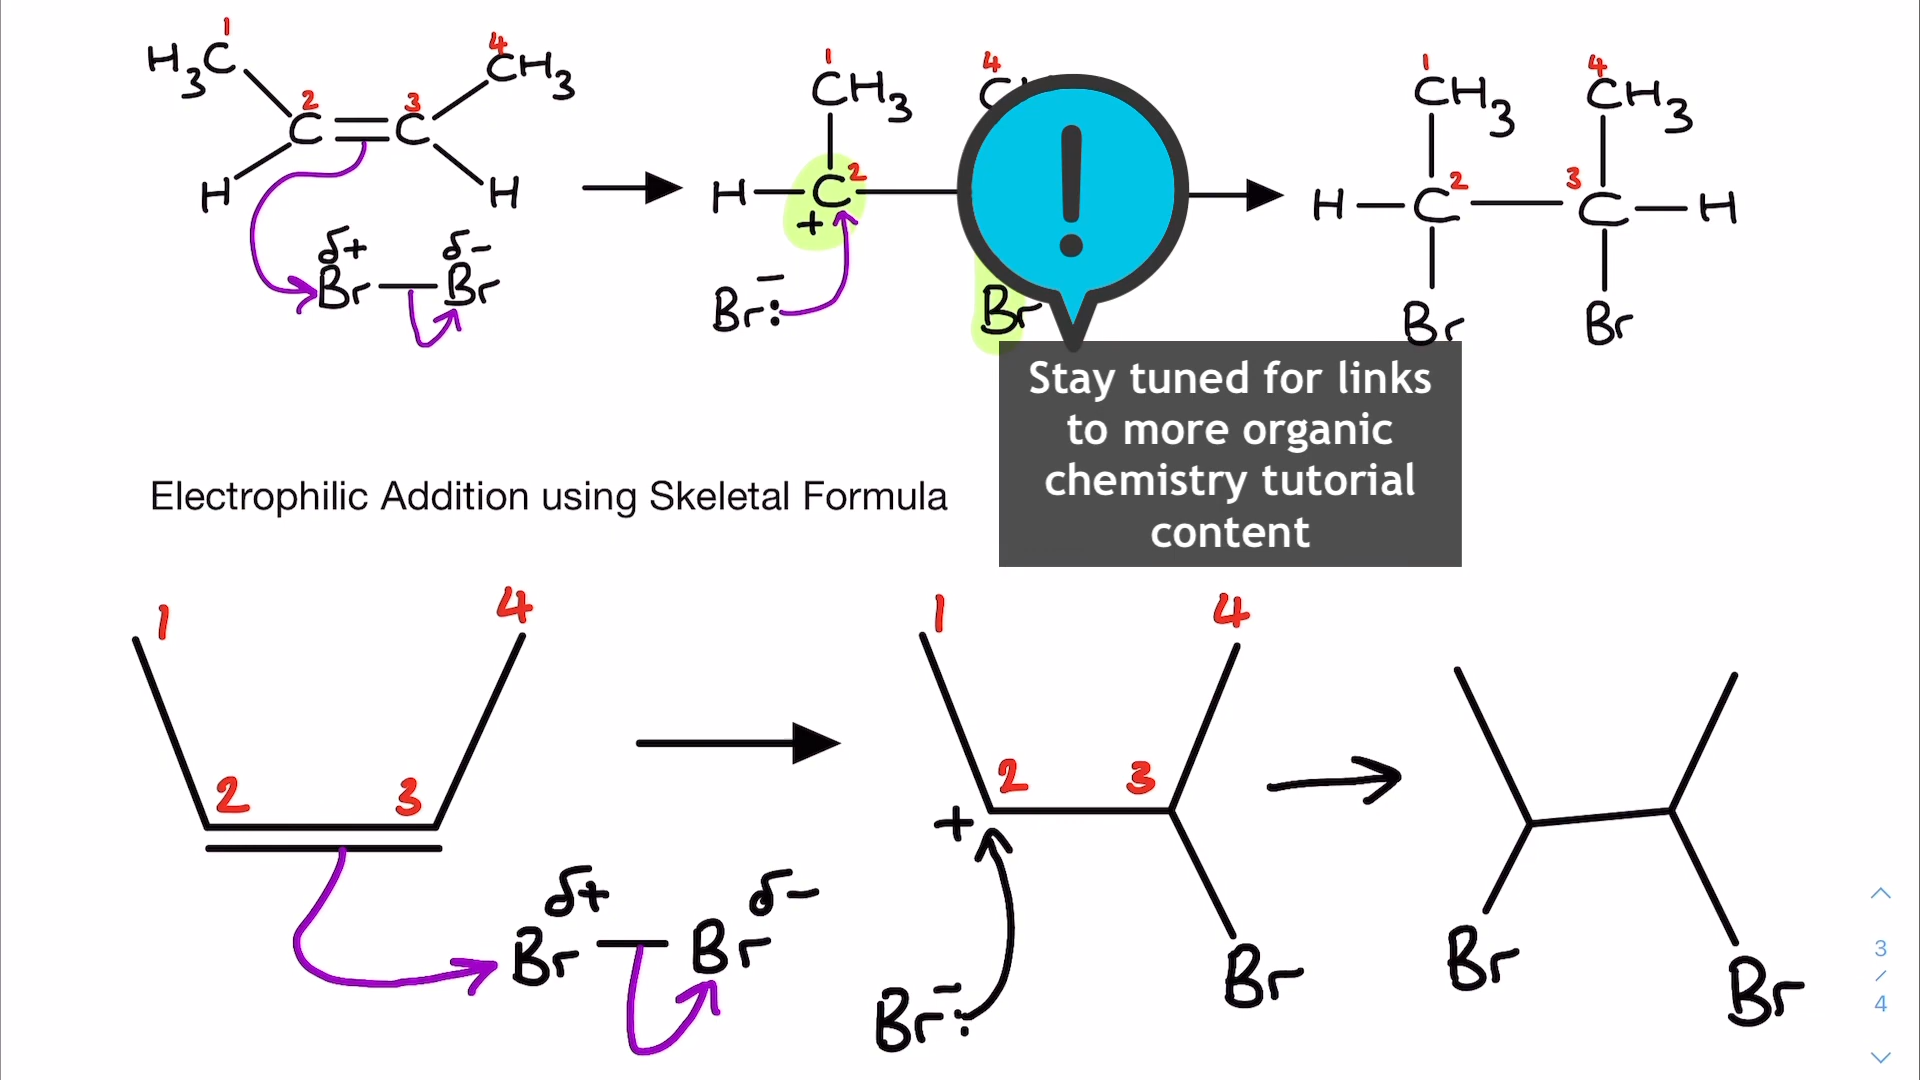 1
H3C
4
CH3
2
3
C=C
H
H
δ+
δ-
Br-Br
1
4
CH3
C
H-C
2
+
Br:-
Br
!
1
4
CH3
CH3
2
3
H-C-C-H
Br
Br
Stay tuned for links
to more organic
chemistry tutorial
content
Electrophilic Addition using Skeletal Formula
1
4
2
3
δ+
δ-
Br-Br
1
4
2
3
+
Br:-
Br
Br
Br
3
/
4